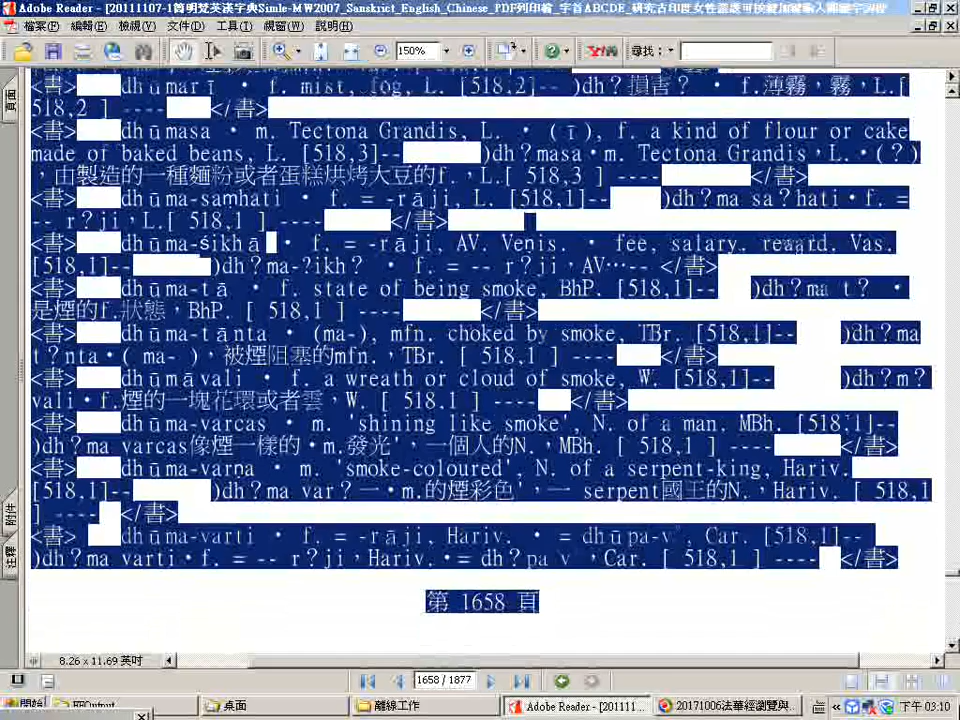 Adobe Reader - [20111107-1簡明梵英漢字典Simle-MW2007_Sanskrict_English_Chinese_PDF列印檔_字首ABCDE_研究古印度女性
檔案(F) 編輯(E) 檢視(V) 文件(D) 工具(T) 視窗(W) 說明(H)
150% 尋找:
<書> dhūmarī · f. mist, fog, L. [518,2]-- )dh?損害? · f.薄霧，霧，L.[
518,2 ] ---- </書>
<書> dhūmasa · m. Tectona Grandis, L. · (ī), f. a kind of flour or cake
made of baked beans, L. [518,3]-- )dh?masa·m. Tectona Grandis，L.·(?)
，由製造的一種麵粉或者蛋糕烘烤大豆的f.，L.[ 518,3 ] ---- </書>
<書> dhūma-saṃhati · f. = -rāji, L. [518,1]-- )dh?ma sa?hati·f. =
-- r?ji，L.[ 518,1 ] ---- </書>
<書> dhūma-śikhā · f. = -rāji, AV. Veṇis. · fee, salary. reward. Vas.
[518,1]-- )dh?ma-?ikh? · f. = -- r?ji，AV…-- </書>
<書> dhūma-tā · f. state of being smoke, BhP. [518,1]-- )dh?ma t? ·
是煙的f.狀態，BhP. [ 518,1 ] ---- </書>
<書> dhūma-tānta · (ma-), mfn. choked by smoke, TBr. [518,1]-- )dh?ma
t?nta·( ma- )，被煙阻塞的mfn.，TBr. [ 518,1 ] ---- </書>
<書> dhūmāvali · f. a wreath or cloud of smoke, W. [518,1]-- )dh?m?
vali·f.煙的一塊花環或者雲，W. [ 518,1 ] ---- </書>
<書> dhūma-varcas · m. 'shining like smoke', N. of a man. MBh. [518,1]--
)dh?ma varcas像煙一樣的·m.發光'，一個人的N.，MBh. [ 518,1 ] ---- </書>
<書> dhūma-varṇa · m. 'smoke-coloured', N. of a serpent-king, Hariv.
[518,1]-- )dh?ma var?一·m.的煙彩色'，一 serpent國王的N.，Hariv. [ 518,1
] ---- </書>
<書> dhūma-varti · f. = -rāji, Hariv. · = dhūpa-v°, Car. [518,1]--
)dh?ma varti·f. = -- r?ji，Hariv.·= dh?pa v ，Car. [ 518,1 ] ---- </書>
第 1658 頁
頁面
附件
注釋
8.26 x 11.69 英吋
1658 / 1877
開始 桌面 離線工作 Adobe Reader - [201111... 20171006法華經瀏覽與... 下午 03:10